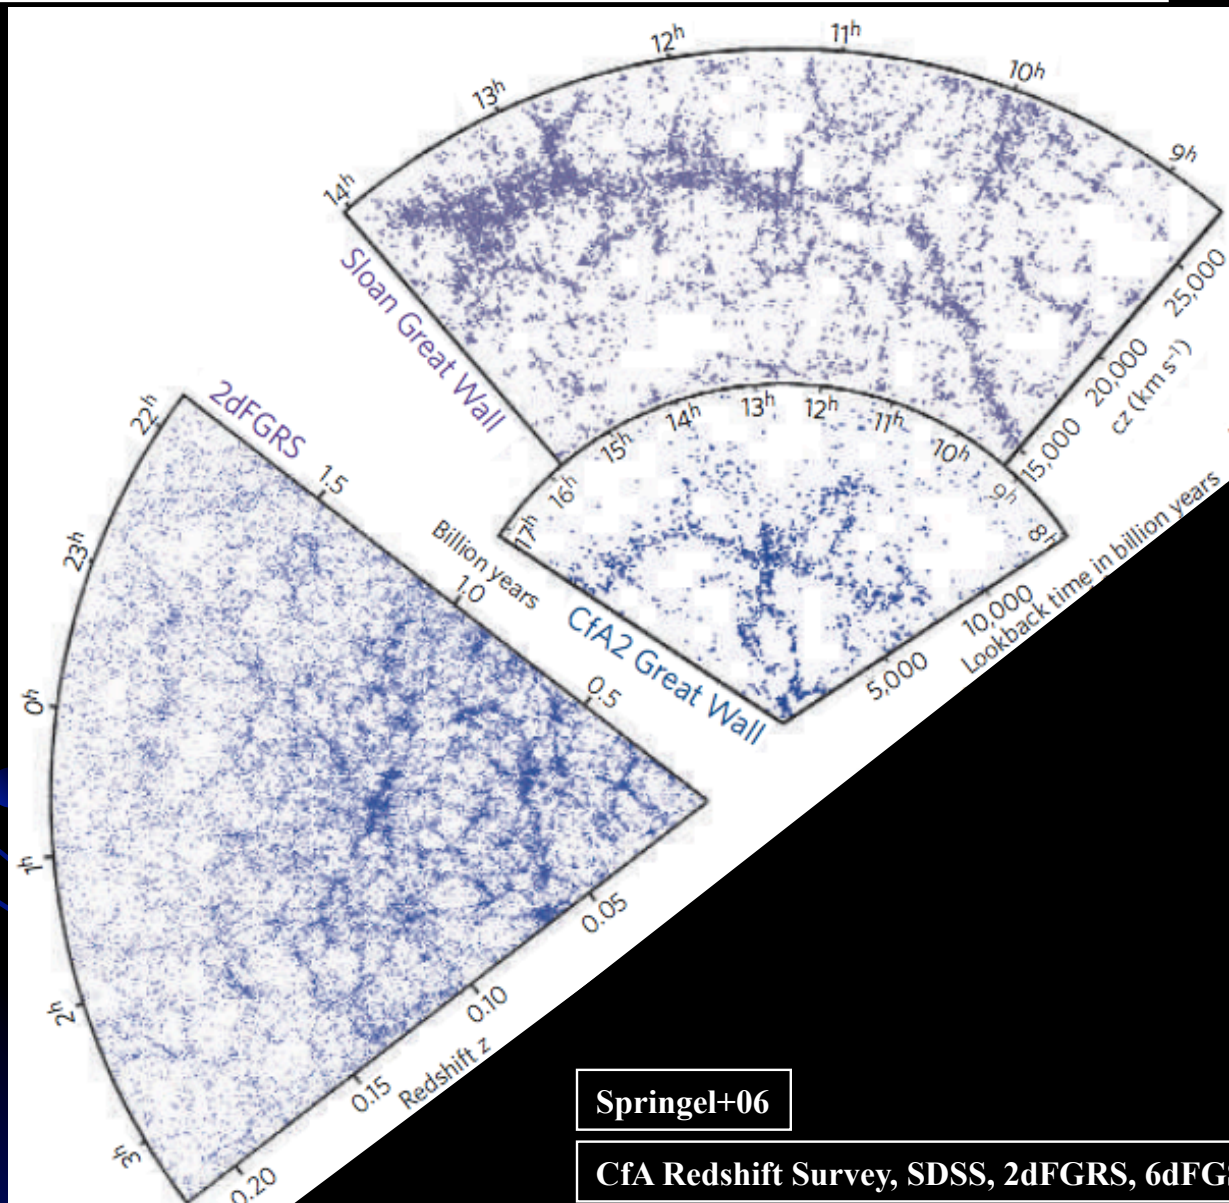 12h
11h
13h
10h
9h
14h
Sloan Great Wall
25,000
20,000
cz (km s⁻¹)
15,000
2dFGRS
22h
1.5
Billion years
1.0
0.5
23h
0h
1h
2h
3h
17h
16h
15h
14h
13h
12h
11h
10h
9h
8h
CfA2 Great Wall
10,000
5,000
Lookback time in billion years
0.05
0.10
0.15
0.20
Redshift z
Springel+06
CfA Redshift Survey, SDSS, 2dFGRS,